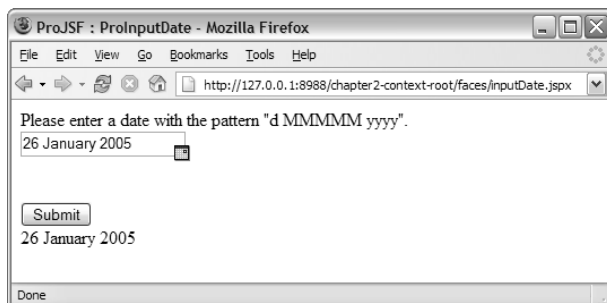 ProJSF : ProInputDate - Mozilla Firefox
File Edit View Go Bookmarks Tools Help
http://127.0.0.1:8988/chapter2-context-root/faces/inputDate.jspx
Please enter a date with the pattern "d MMMMM yyyy".
26 January 2005
Submit
26 January 2005
Done